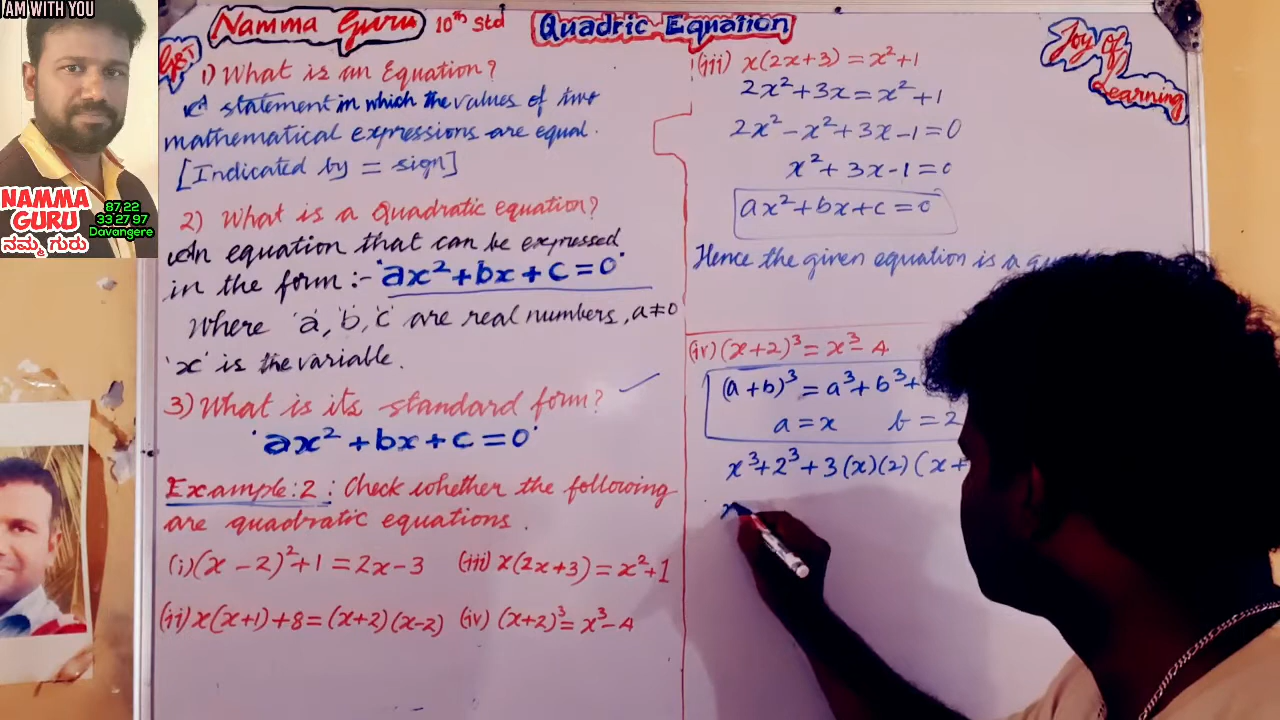 I AM WITH YOU
NAMMA
GURU
ನಮ್ಮ ಗುರು
87,22
33 27 97
Davangere
Namma Guru 10th Std Quadric Equation
GRT
Joy of
Learning
1) What is an Equation?
A statement in which the values of two
mathematical expressions are equal.
[Indicated by = sign]
2) What is a Quadratic equation?
An equation that can be expressed
in the form :- 'ax²+bx+c=0'
Where 'a, b, c' are real numbers, a≠0
'x' is the variable.
3) What is its standard form?
'ax²+bx+c=0'
Example:2: Check whether the following
are quadratic equations.
(i) (x-2)²+1=2x-3 (iii) x(2x+3)=x²+1
(ii) x(x+1)+8=(x+2)(x-2) (iv) (x+2)³=x³-4
(iii) x(2x+3)=x²+1
2x²+3x=x²+1
2x²-x²+3x-1=0
x²+3x-1=0
ax²+bx+c=0
Hence the given equation is a
(iv) (x+2)³=x³-4
(a+b)³=a³+b³+
a=x b=2
x³+2³+3(x)(2)(x+
x